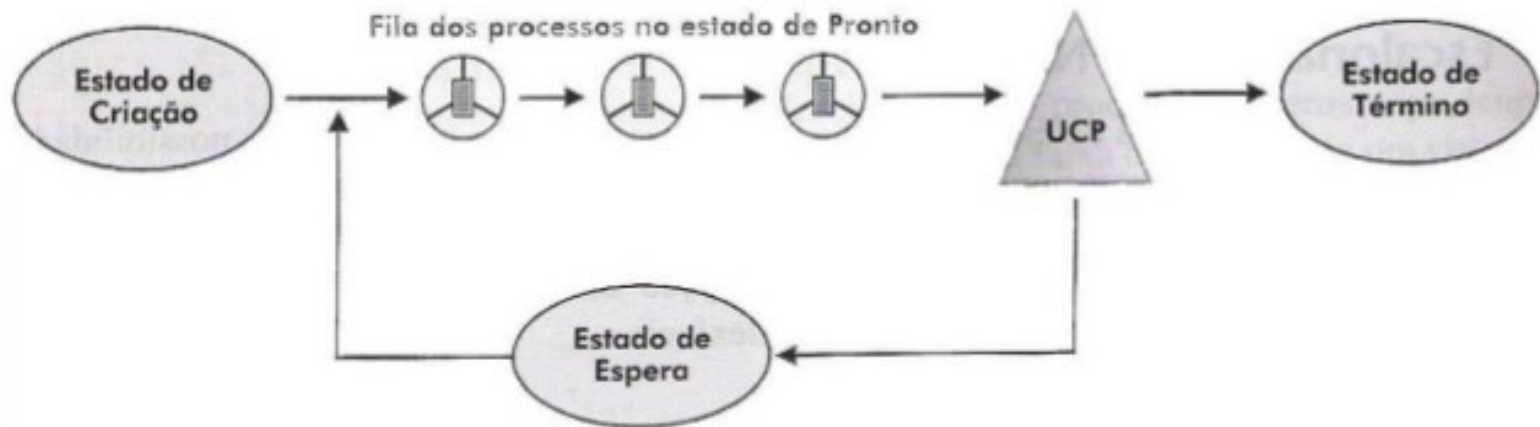 Fila dos processos no estado de Pronto
Estado de
Criação
UCP
Estado de
Término
Estado de
Espera